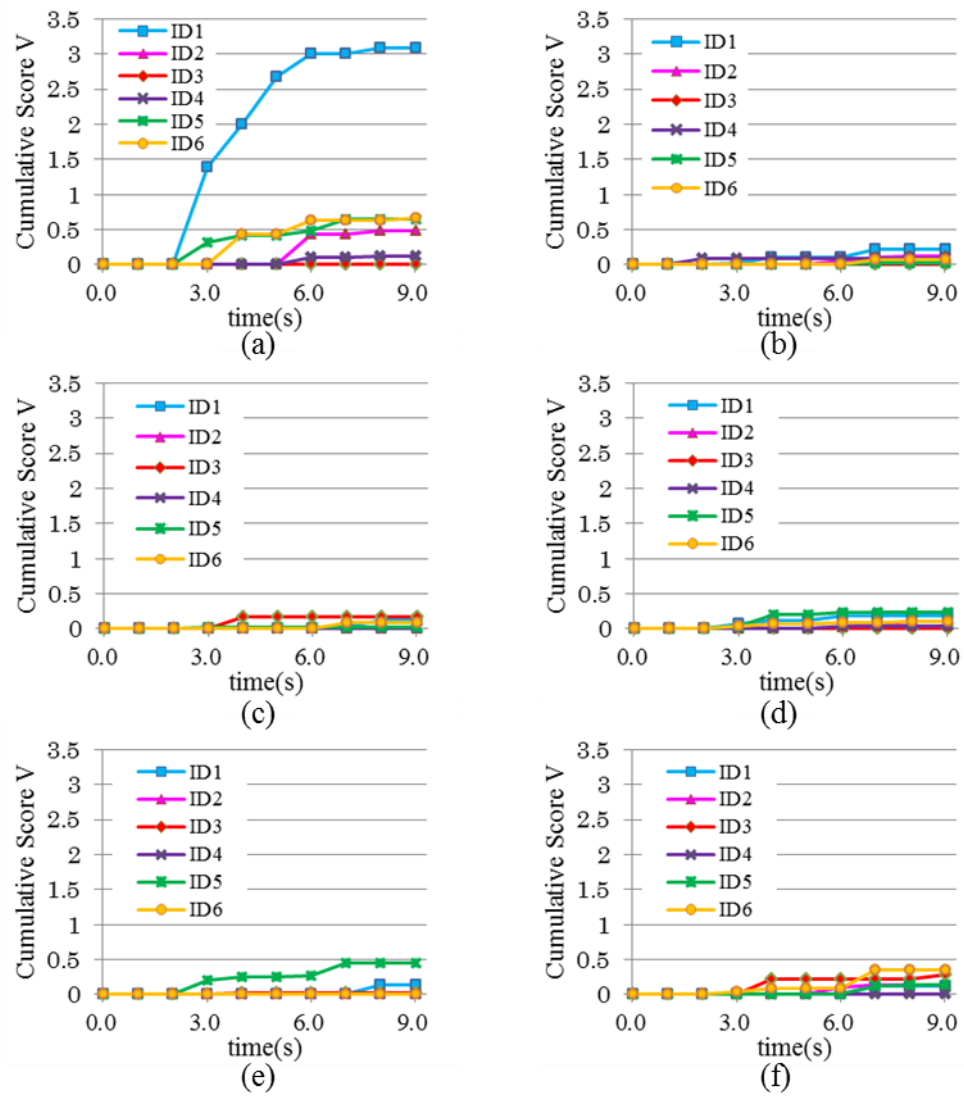 3.5
3
2.5
2
1.5
1
0.5
0
Cumulative Score V
ID1
ID2
ID3
ID4
ID5
ID6
0.0 3.0 6.0 9.0
time(s)
(a)
3.5
3
2.5
2
1.5
1
0.5
0
Cumulative Score V
ID1
ID2
ID3
ID4
ID5
ID6
0.0 3.0 6.0 9.0
time(s)
(b)
3.5
3
2.5
2
1.5
1
0.5
0
Cumulative Score V
ID1
ID2
ID3
ID4
ID5
ID6
0.0 3.0 6.0 9.0
time(s)
(c)
3.5
3
2.5
2
1.5
1
0.5
0
Cumulative Score V
ID1
ID2
ID3
ID4
ID5
ID6
0.0 3.0 6.0 9.0
time(s)
(d)
3.5
3
2.5
2
1.5
1
0.5
0
Cumulative Score V
ID1
ID2
ID3
ID4
ID5
ID6
0.0 3.0 6.0 9.0
time(s)
(e)
3.5
3
2.5
2
1.5
1
0.5
0
Cumulative Score V
ID1
ID2
ID3
ID4
ID5
ID6
0.0 3.0 6.0 9.0
time(s)
(f)